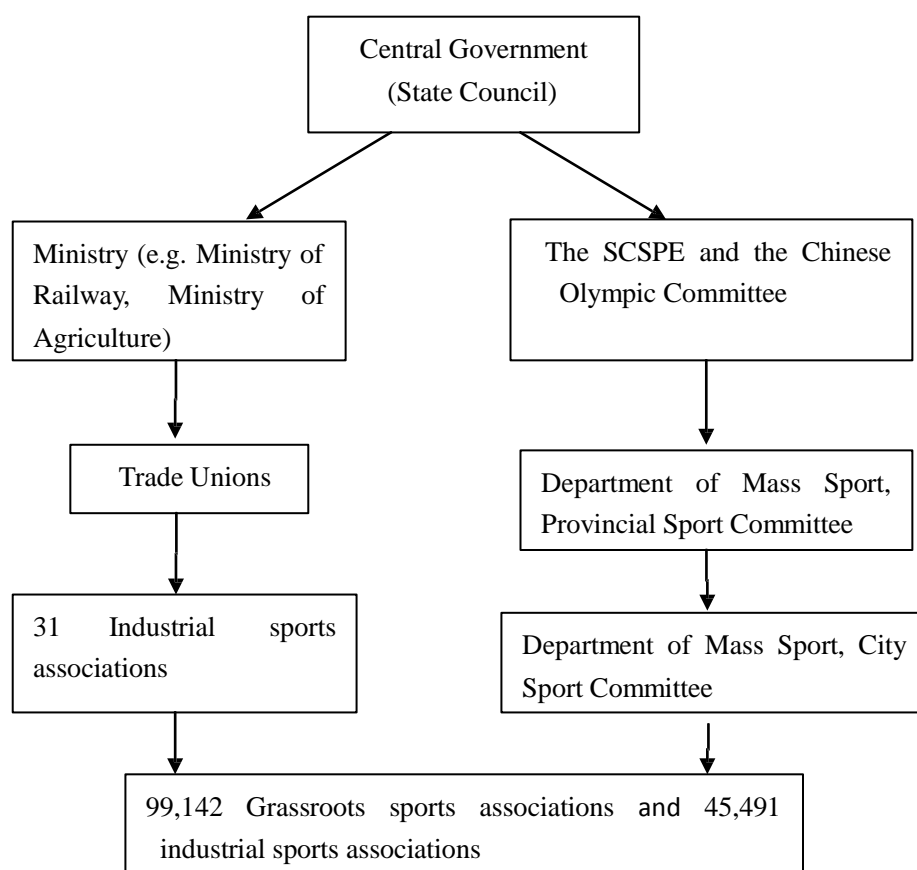 Central Government
(State Council)
Ministry (e.g. Ministry of
Railway, Ministry of
Agriculture)
The SCSPE and the Chinese
Olympic Committee
Trade Unions
Department of Mass Sport,
Provincial Sport Committee
31 Industrial sports
associations
Department of Mass Sport, City
Sport Committee
99,142 Grassroots sports associations and 45,491
industrial sports associations